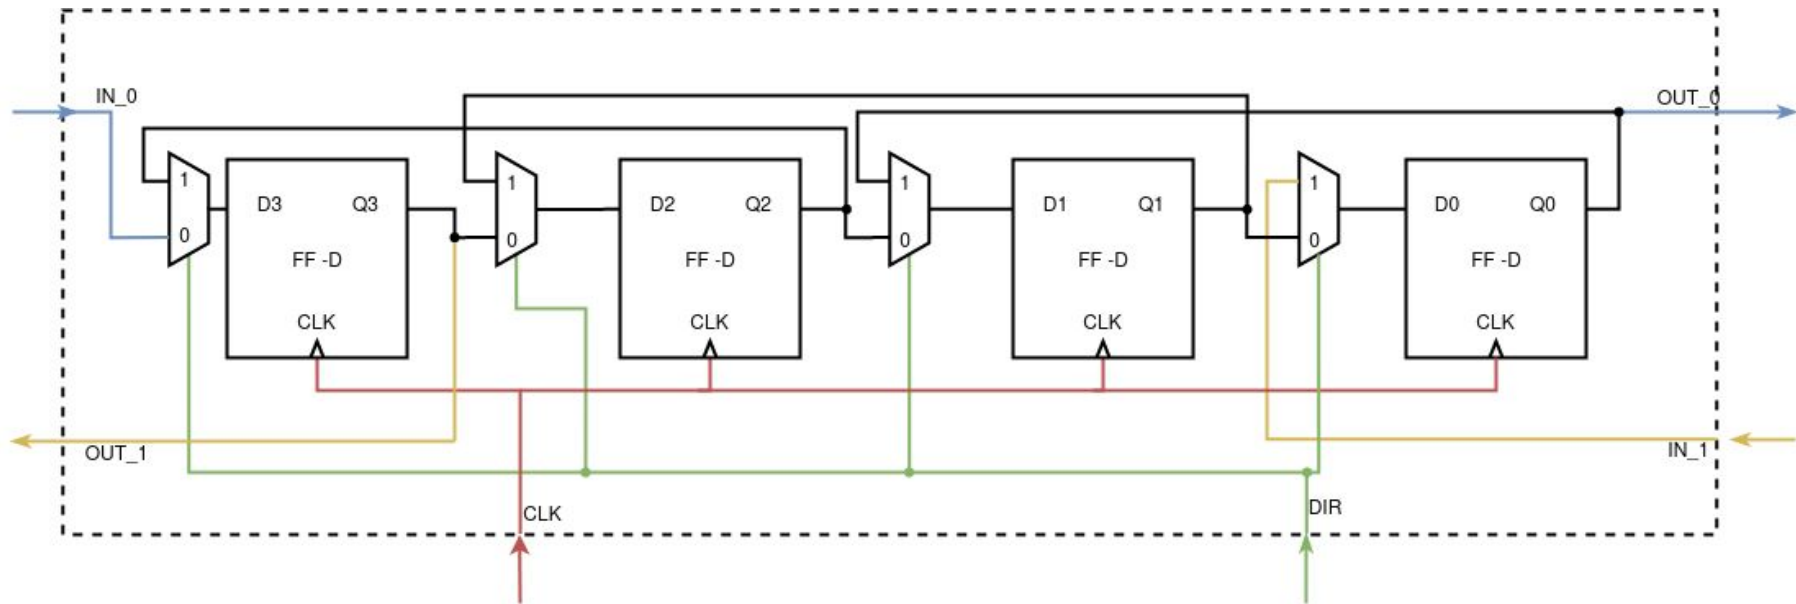 IN_0
OUT_0
1
0
D3 Q3
FF -D
CLK
1
0
D2 Q2
FF -D
CLK
1
0
D1 Q1
FF -D
CLK
1
0
D0 Q0
FF -D
CLK
OUT_1
IN_1
CLK
DIR